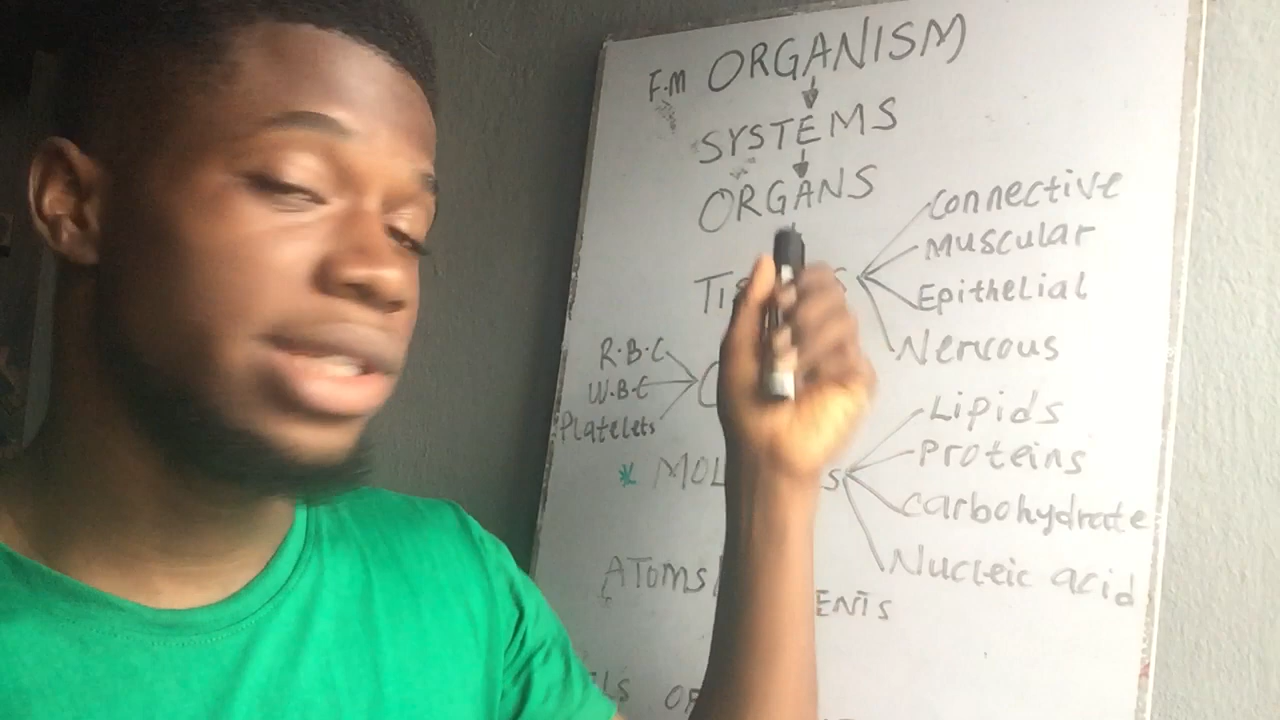 F.M ORGANISM
SYSTEMS
ORGANS
Connective
Muscular
Epithelial
Nervous
R.B.C
W.B.C
Platelets
Lipids
Proteins
carbohydrate
Nucleic acid
ATOMS